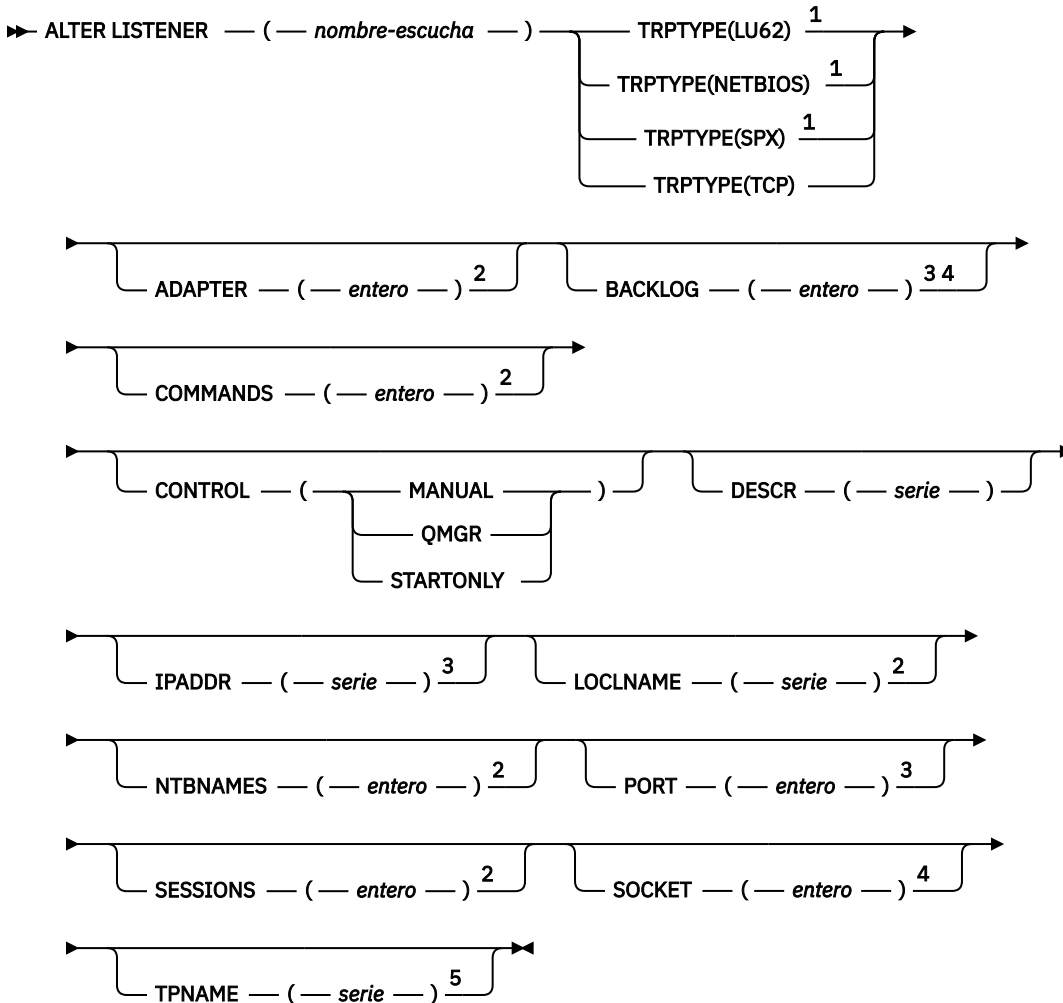 ALTER LISTENER ( nombre-escucha ) TRPTYPE(LU62) 1
TRPTYPE(NETBIOS) 1
TRPTYPE(SPX) 1
TRPTYPE(TCP)
ADAPTER ( entero ) 2 BACKLOG ( entero ) 3 4
COMMANDS ( entero ) 2
CONTROL ( MANUAL ) DESCR ( serie )
QMGR
STARTONLY
IPADDR ( serie ) 3 LOCLNAME ( serie ) 2
NTBNAMES ( entero ) 2 PORT ( entero ) 3
SESSIONS ( entero ) 2 SOCKET ( entero ) 4
TPNAME ( serie ) 5